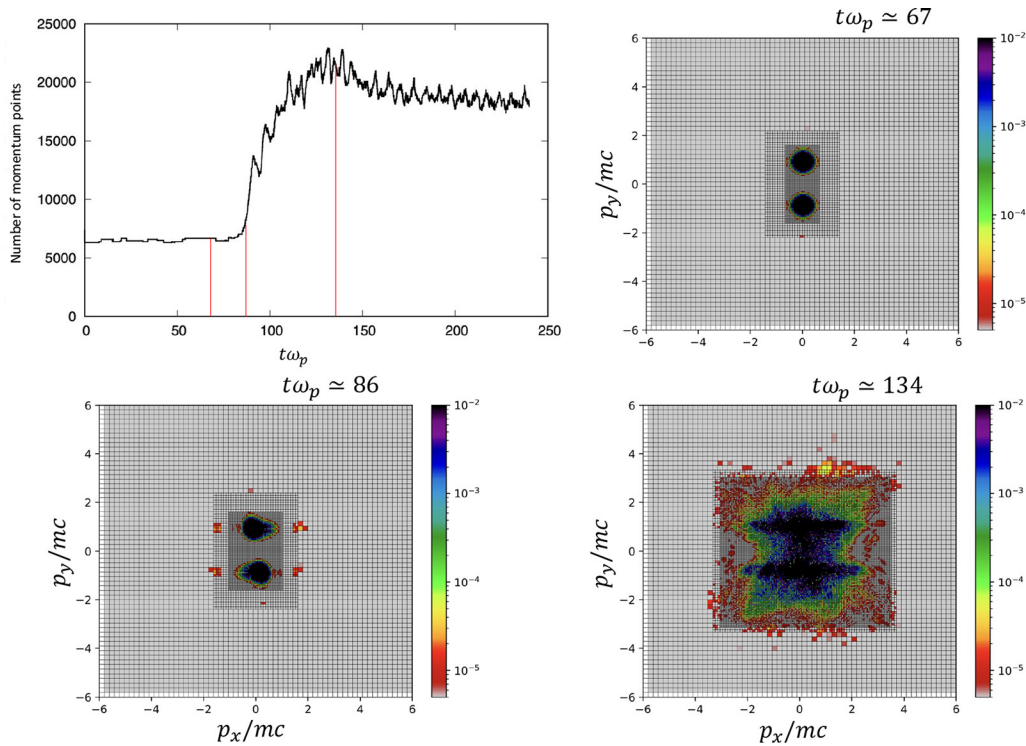 25000
20000
15000
10000
5000
0
Number of momentum points
0 50 100 150 200 250
tω_p
tω_p ≃ 67
6
4
2
0
−2
−4
−6
p_y/mc
−6 −4 −2 0 2 4 6
10⁻²
10⁻³
10⁻⁴
10⁻⁵
tω_p ≃ 86
6
4
2
0
−2
−4
−6
p_y/mc
−6 −4 −2 0 2 4 6
p_x/mc
10⁻²
10⁻³
10⁻⁴
10⁻⁵
tω_p ≃ 134
6
4
2
0
−2
−4
−6
p_y/mc
−6 −4 −2 0 2 4 6
p_x/mc
10⁻²
10⁻³
10⁻⁴
10⁻⁵